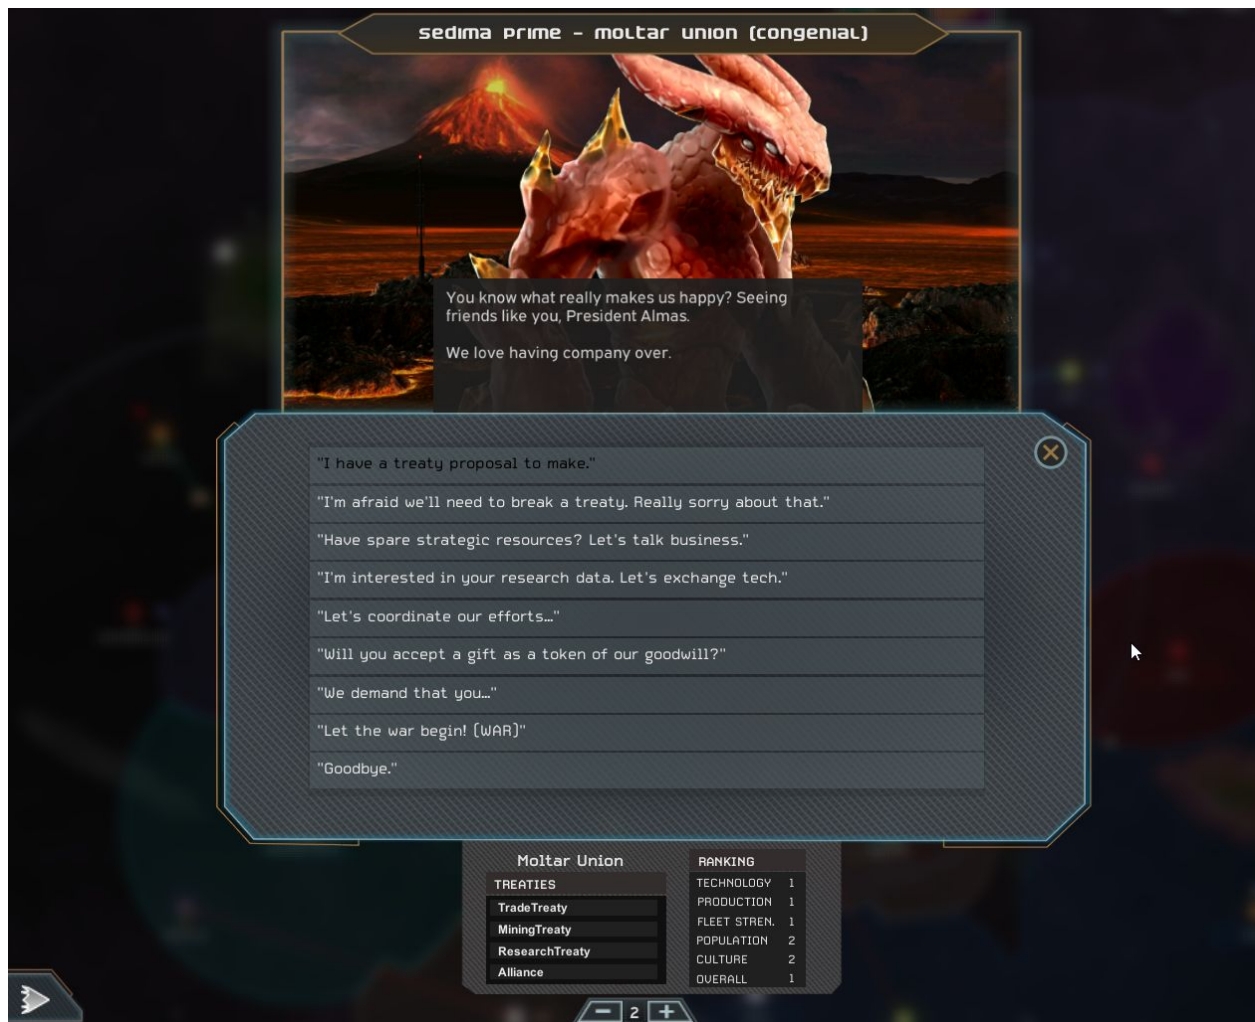 sedima prime - moltar union (congenial)
You know what really makes us happy? Seeing
friends like you, President Almas.
We love having company over.
"I have a treaty proposal to make."
"I'm afraid we'll need to break a treaty. Really sorry about that."
"Have spare strategic resources? Let's talk business."
"I'm interested in your research data. Let's exchange tech."
"Let's coordinate our efforts..."
"Will you accept a gift as a token of our goodwill?"
"We demand that you..."
"Let the war begin! (WAR)"
"Goodbye."
Moltar Union
TREATIES
TradeTreaty
MiningTreaty
ResearchTreaty
Alliance
RANKING
TECHNOLOGY 1
PRODUCTION 1
FLEET STREN. 1
POPULATION 2
CULTURE 2
OVERALL 1
2